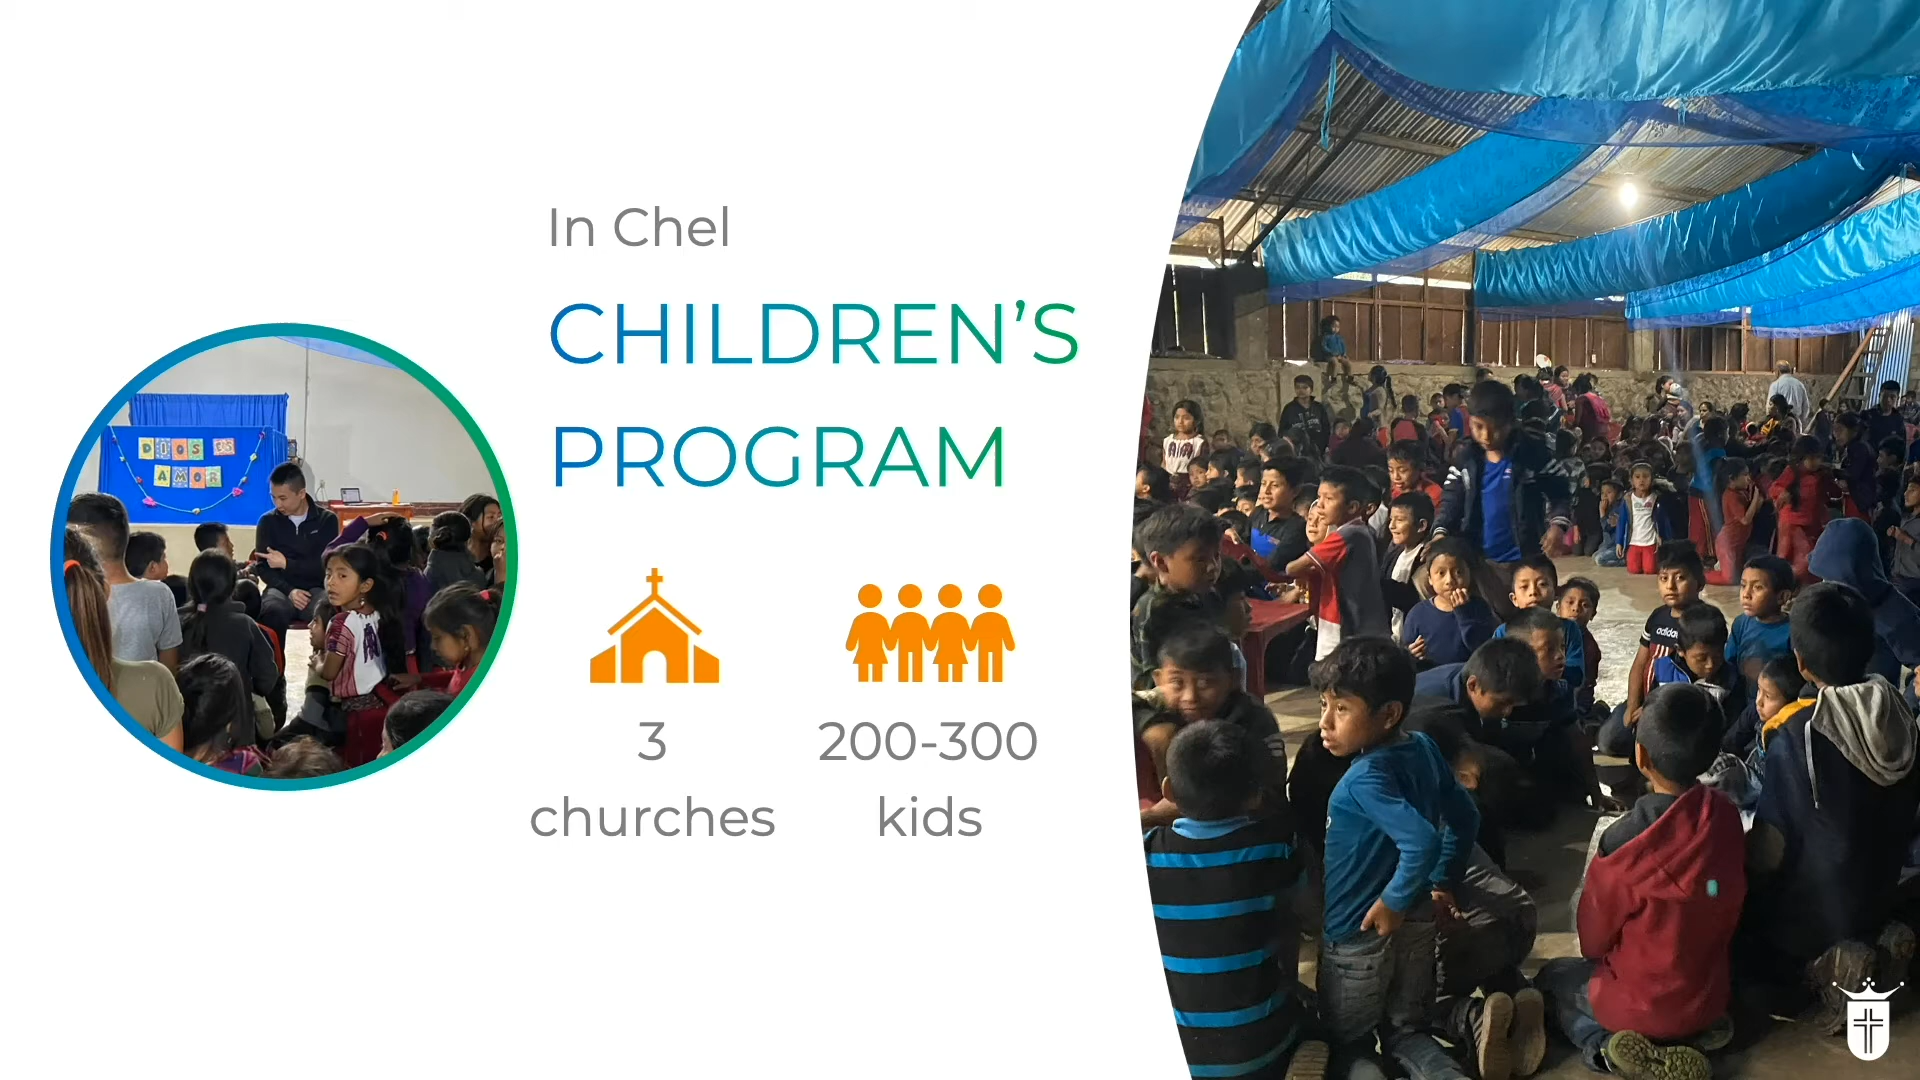 In Chel
CHILDREN'S
PROGRAM
3
churches
200-300
kids
DIOS ES
AMOR
adidas